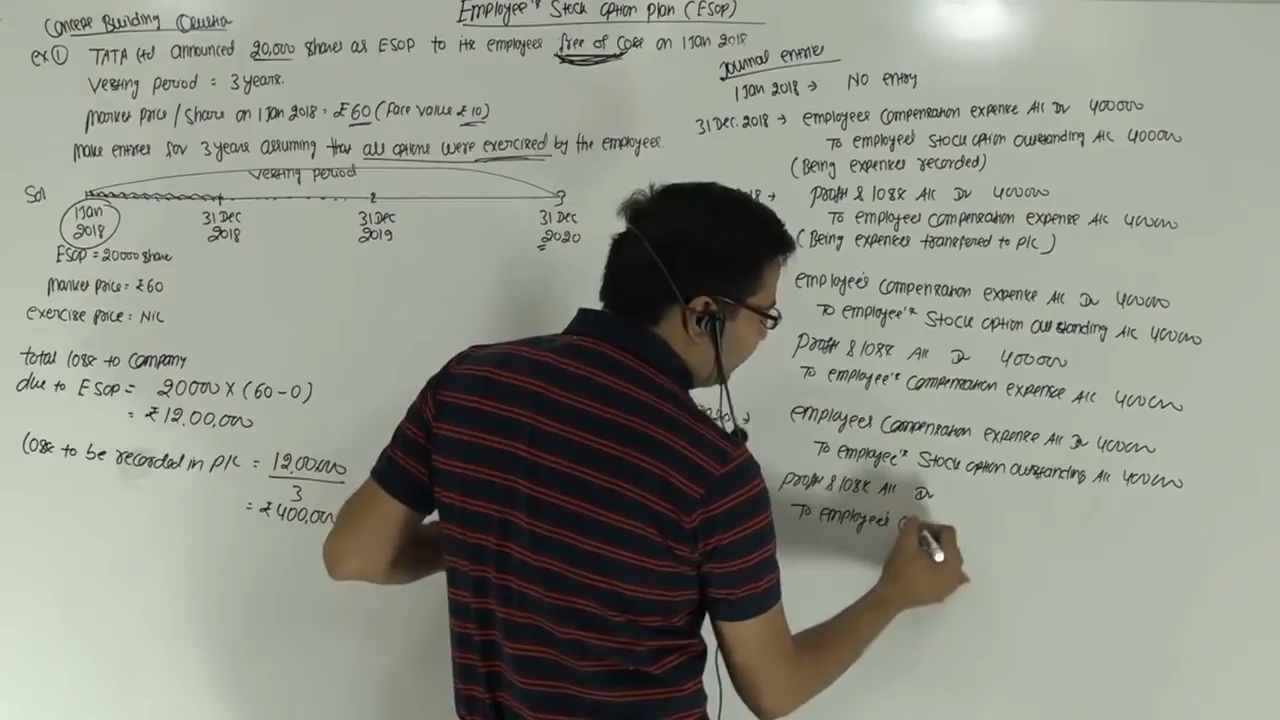 Employee's Stock option plan (ESOP)
Concept Building Question
ex ① TATA Ltd announced 20,000 shares as ESOP to its employees free of cost on 1 Jan 2018
Vesting period = 3 years.
Market price / share on 1 Jan 2018 = ₹60 (face value ₹10)
Make entries for 3 years assuming that all options were exercised by the employees.
Sol
Vesting period
2 3
1 Jan 2018
31 Dec 2018
31 Dec 2019
31 Dec 2020
ESOP = 20000 share
Market price = ₹60
exercise price = NIL
total loss to company
due to ESOP = 20000 × (60-0)
= ₹12,00,000
loss to be recorded in P/L = 12,00,000
3
= ₹400,000
Journal entries
1 Jan 2018 → NO entry
31 Dec. 2018 → employees compensation expense A/c Dr 400000
To employee's stock option outstanding A/c 400000
(Being expenses recorded)
→ profit & loss A/c Dr 400000
To employees compensation expense A/c 400000
(Being expenses transferred to P/L)
employee's compensation expense A/c Dr 400000
To employee's stock option outstanding A/c 400000
Profit & loss A/c Dr 400000
To employee's compensation expense A/c 400000
2020 → employees compensation expense A/c Dr 400000
To employee's stock option outstanding A/c 400000
profit & loss A/c Dr
To employee's